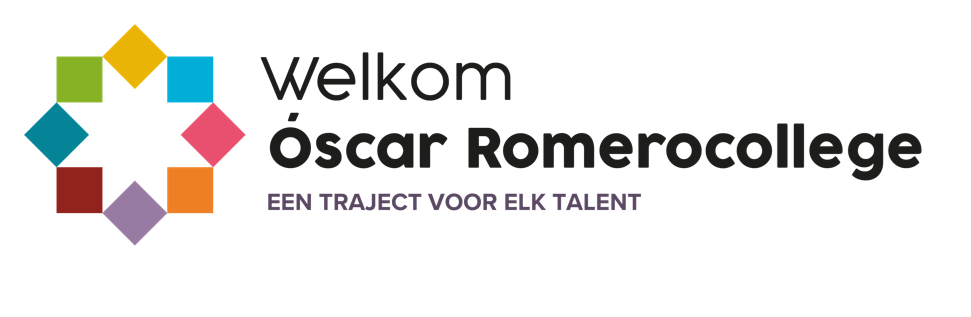 Welkom
Óscar Romerocollege
EEN TRAJECT VOOR ELK TALENT